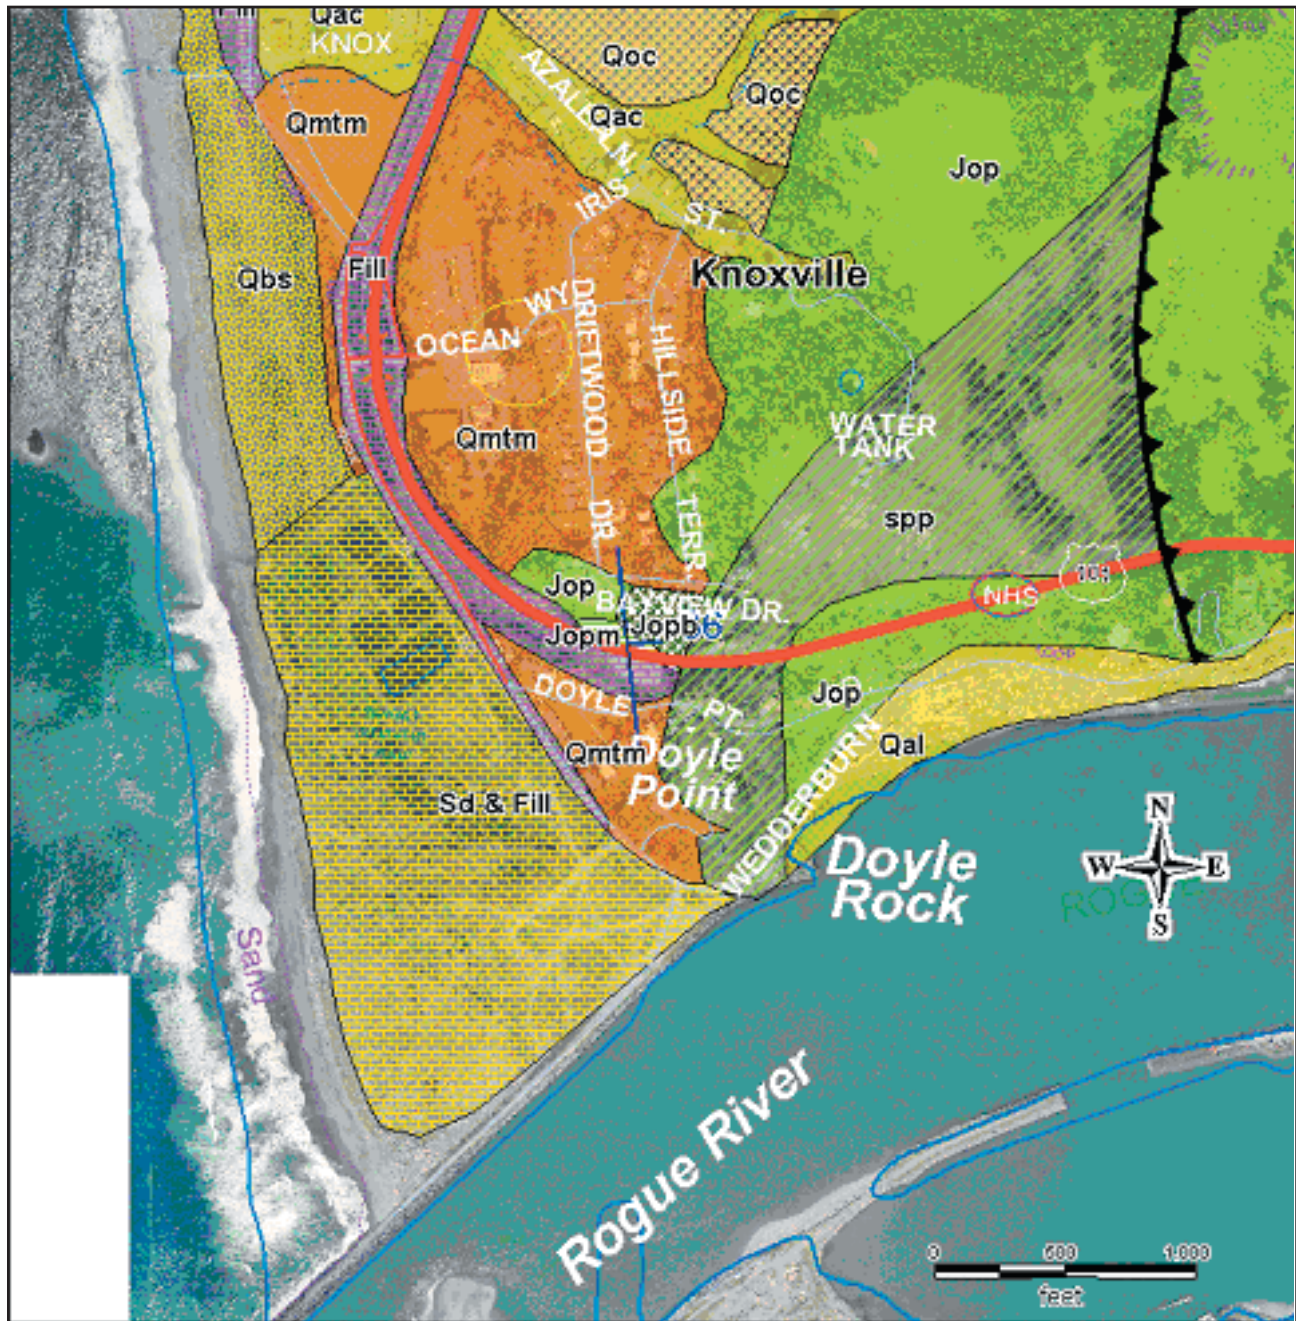 Qac
KNOX
Qoc
AZALEA LN.
Qoc
Qac
Qmtm
Jop
IRIS
ST.
Knoxville
Fill
Qbs
WY
OCEAN
DRIFTWOOD
HILLSIDE
WATER
TANK
Qmtm
DR
TERR.
spp
101
NHS
Jop
BAYVIEW DR.
Jopm
Jopb
DOYLE
PT.
Jop
Qal
Qmtm
Doyle
Point
WEDDERBURN
Sd & Fill
Doyle
Rock
N
W
E
S
Sand
Rogue River
0
500
1,000
feet